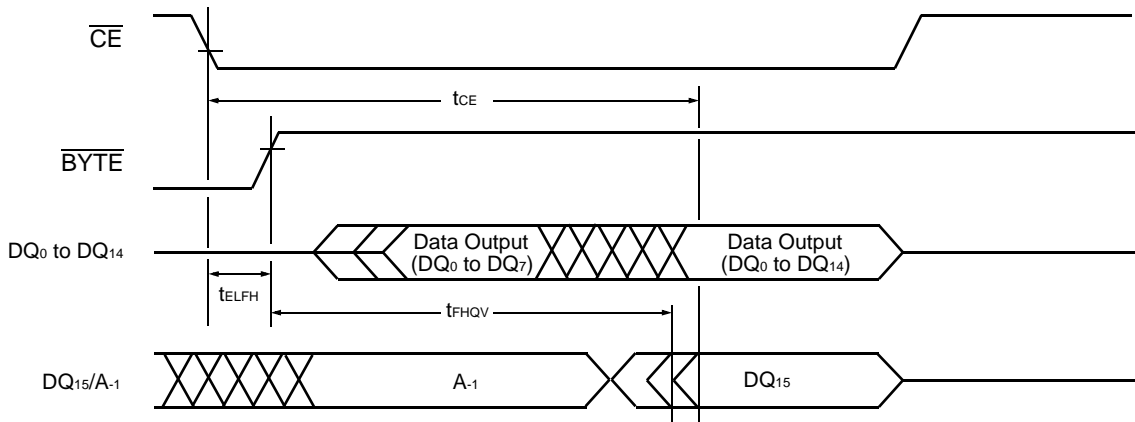 CE
tCE
BYTE
DQ0 to DQ14
Data Output
(DQ0 to DQ7)
Data Output
(DQ0 to DQ14)
tELFH
tFHQV
DQ15/A-1
A-1
DQ15